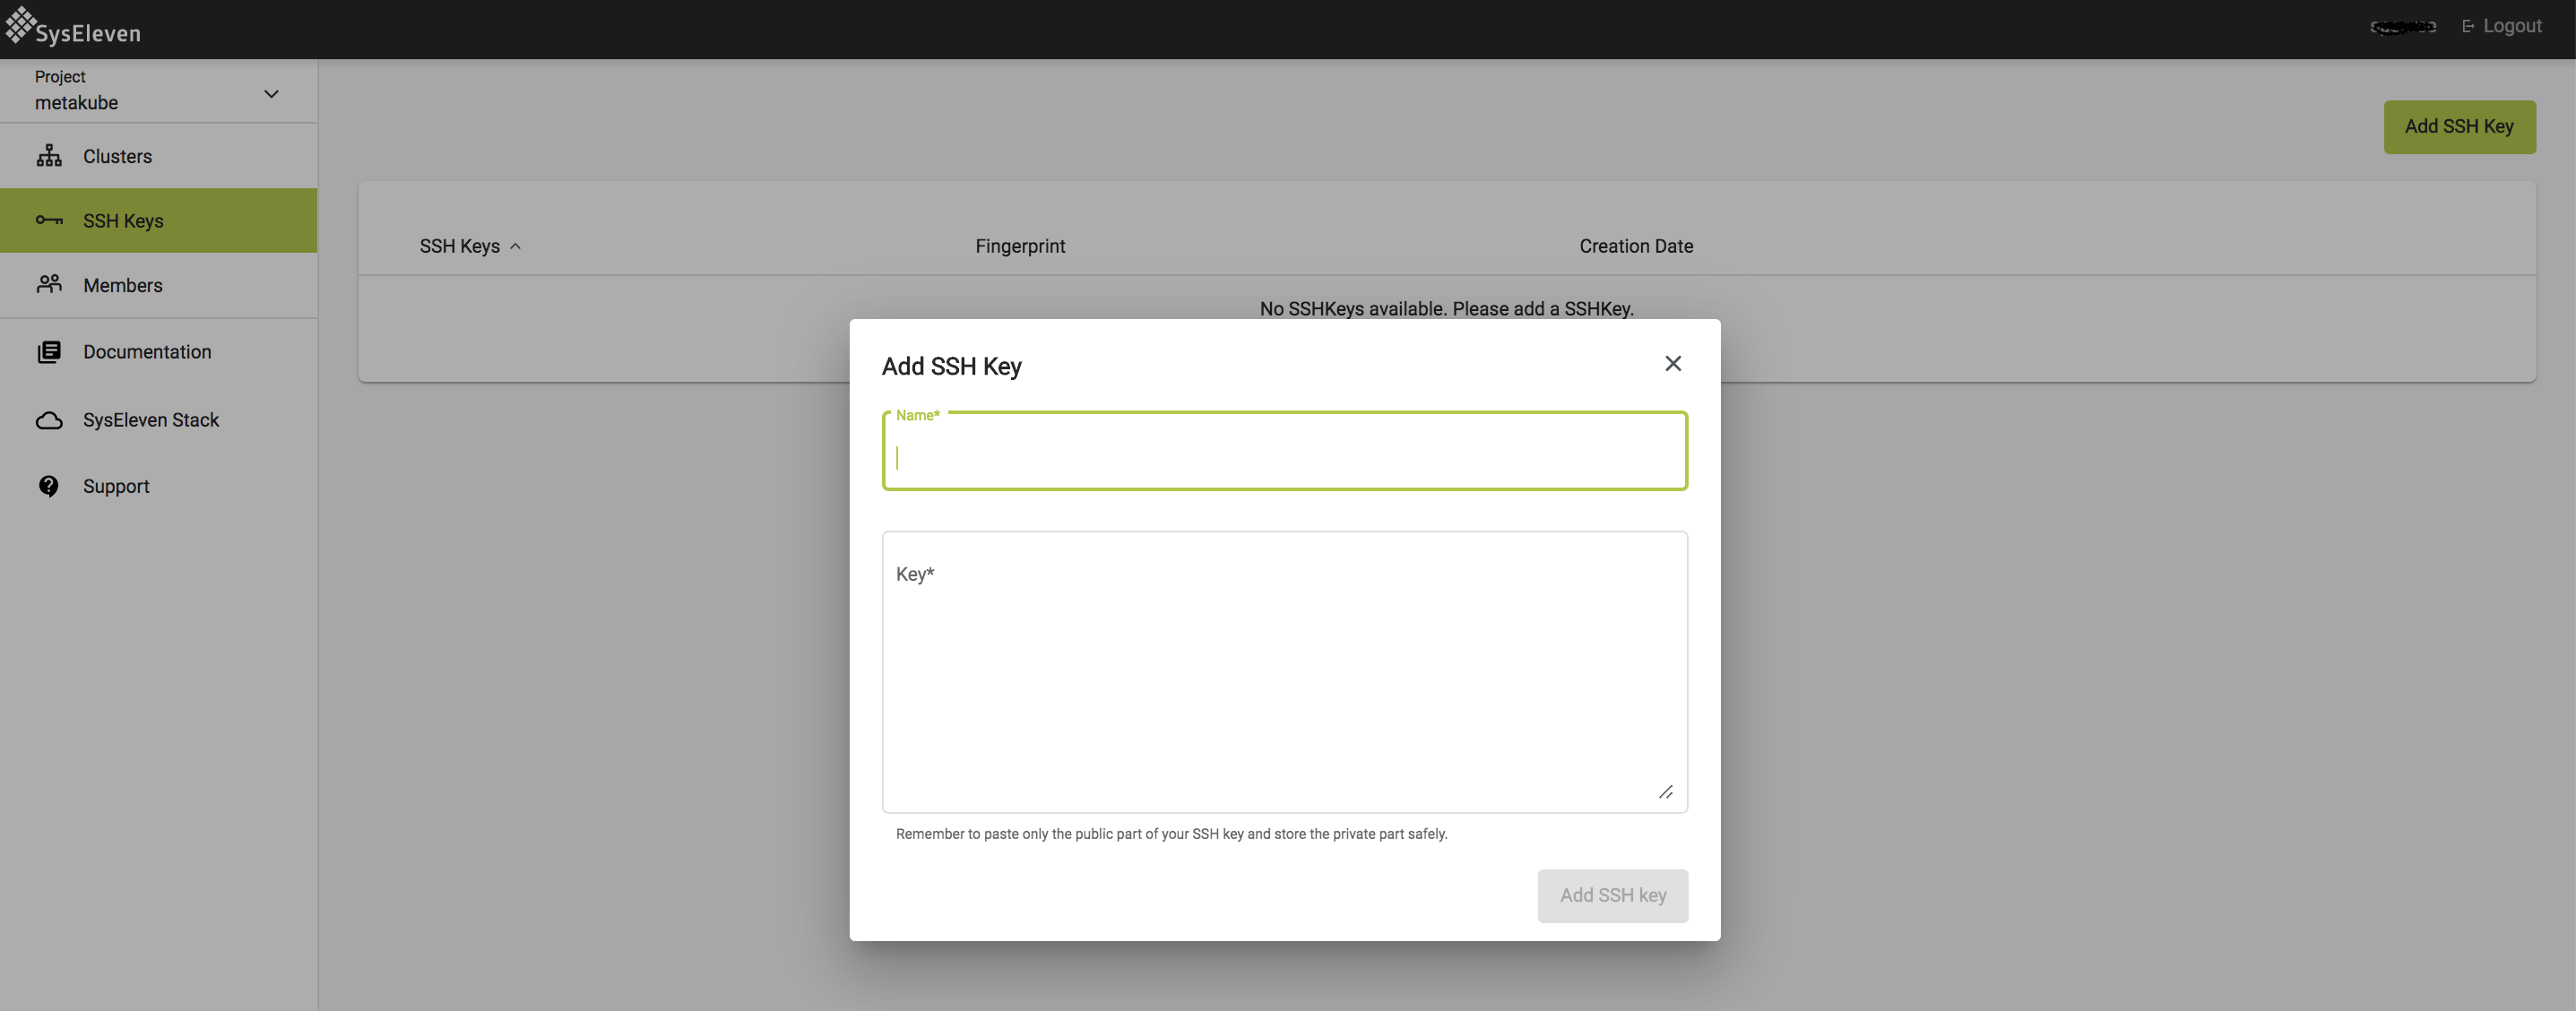 SysEleven
Logout
Project
metakube
Clusters
SSH Keys
Members
Documentation
SysEleven Stack
Support
Add SSH Key
SSH Keys Fingerprint Creation Date
No SSHKeys available. Please add a SSHKey.
Add SSH Key
Name*
Key*
Remember to paste only the public part of your SSH key and store the private part safely.
Add SSH key